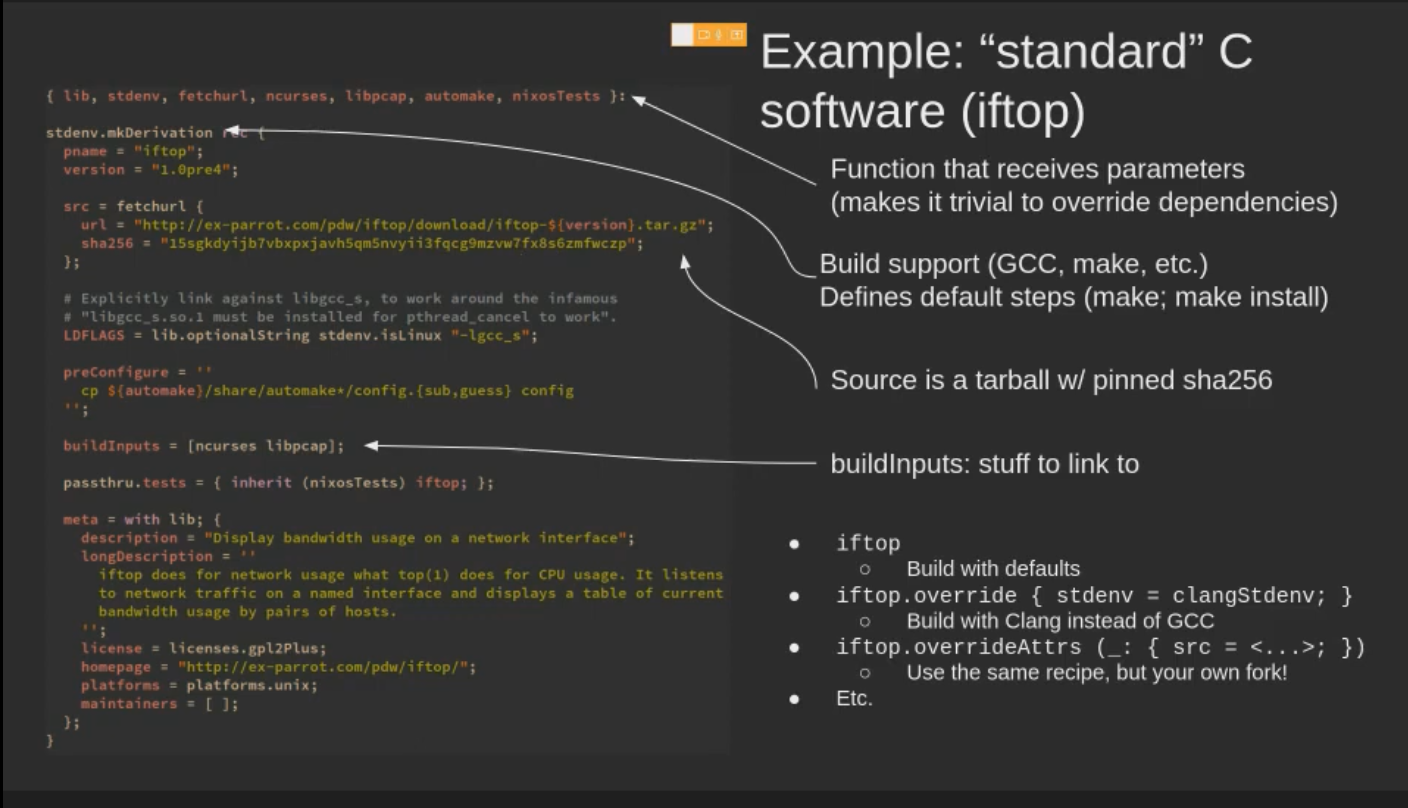 Example: “standard” C
software (iftop)
{ lib, stdenv, fetchurl, ncurses, libpcap, automake, nixosTests }:
stdenv.mkDerivation rec {
pname = "iftop";
version = "1.0pre4";
src = fetchurl {
url = "http://ex-parrot.com/pdw/iftop/download/iftop-${version}.tar.gz";
sha256 = "15sgkdyijb7vbxpxjavh5qm5nvyii3fqcg9mzvw7fx8s6zmfwczp";
};
# Explicitly link against libgcc_s, to work around the infamous
# "libgcc_s.so.1 must be installed for pthread_cancel to work".
LDFLAGS = lib.optionalString stdenv.isLinux "-lgcc_s";
preConfigure = ''
cp ${automake}/share/automake*/config.{sub,guess} config
'';
buildInputs = [ncurses libpcap];
passthru.tests = { inherit (nixosTests) iftop; };
meta = with lib; {
description = "Display bandwidth usage on a network interface";
longDescription = ''
iftop does for network usage what top(1) does for CPU usage. It listens
to network traffic on a named interface and displays a table of current
bandwidth usage by pairs of hosts.
'';
license = licenses.gpl2Plus;
homepage = "http://ex-parrot.com/pdw/iftop/";
platforms = platforms.unix;
maintainers = [ ];
};
}
Function that receives parameters
(makes it trivial to override dependencies)
Build support (GCC, make, etc.)
Defines default steps (make; make install)
Source is a tarball w/ pinned sha256
buildInputs: stuff to link to
● iftop
○ Build with defaults
● iftop.override { stdenv = clangStdenv; }
○ Build with Clang instead of GCC
● iftop.overrideAttrs (_: { src = <...>; })
○ Use the same recipe, but your own fork!
● Etc.